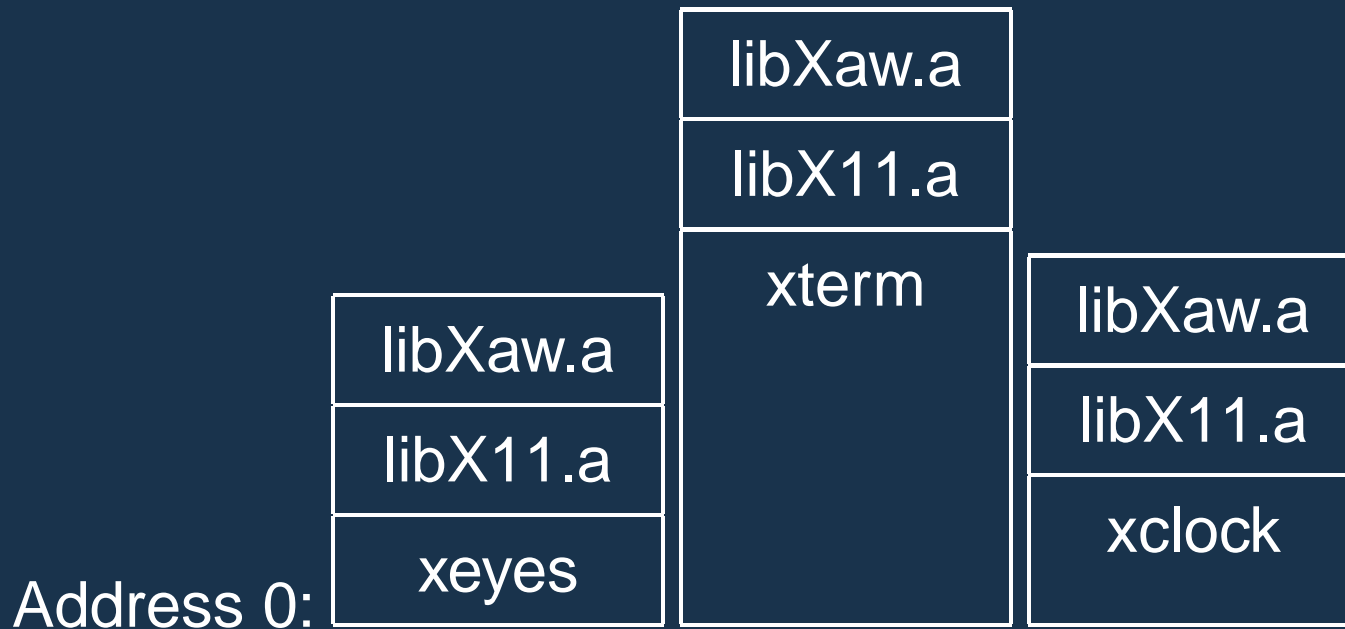 libXaw.a
libX11.a
xterm
libXaw.a
libX11.a
xeyes
libXaw.a
libX11.a
xclock
Address 0: